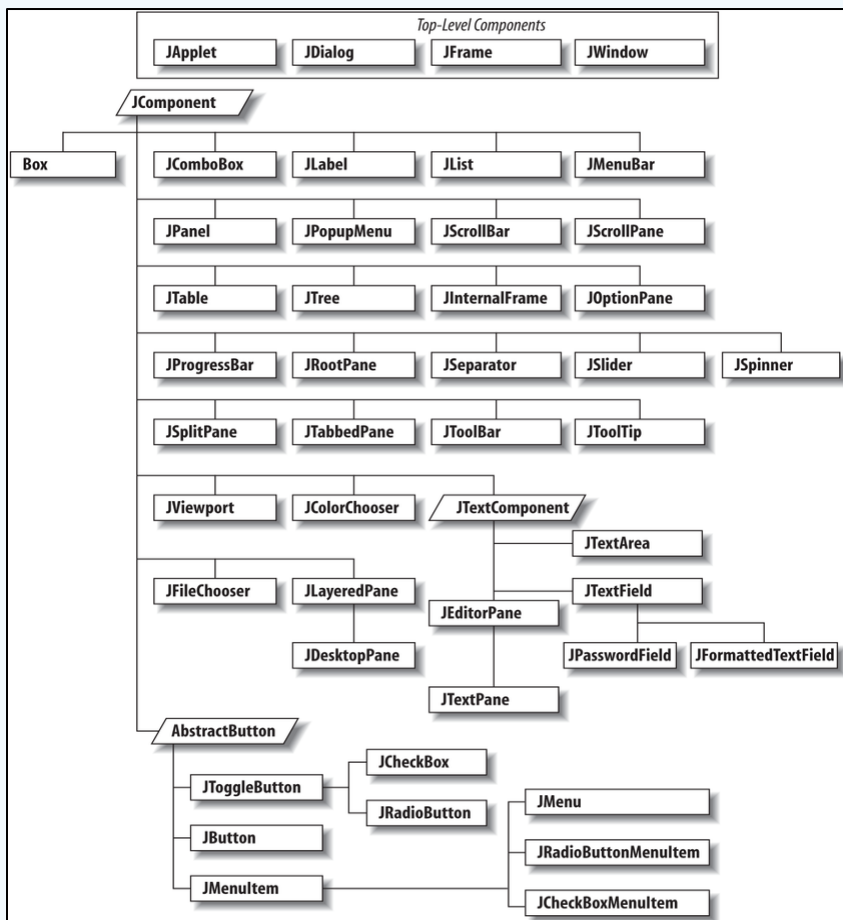 Top-Level Components
JApplet
JDialog
JFrame
JWindow
JComponent
Box
JComboBox
JLabel
JList
JMenuBar
JPanel
JPopupMenu
JScrollBar
JScrollPane
JTable
JTree
JInternalFrame
JOptionPane
JProgressBar
JRootPane
JSeparator
JSlider
JSpinner
JSplitPane
JTabbedPane
JToolBar
JToolTip
JViewport
JColorChooser
JTextComponent
JTextArea
JFileChooser
JLayeredPane
JTextField
JEditorPane
JDesktopPane
JPasswordField
JFormattedTextField
JTextPane
AbstractButton
JCheckBox
JToggleButton
JRadioButton
JMenu
JButton
JRadioButtonMenuItem
JMenuItem
JCheckBoxMenuItem